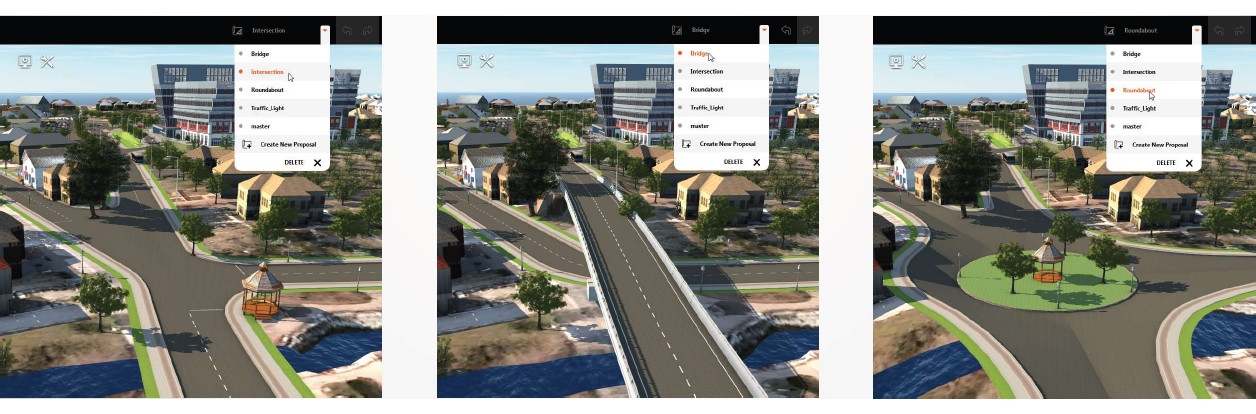 Intersection
Bridge
Intersection
Roundabout
Traffic_Light
master
Create New Proposal
DELETE
Bridge
Bridge
Intersection
Roundabout
Traffic_Light
master
Create New Proposal
DELETE
Roundabout
Bridge
Intersection
Roundabout
Traffic_Light
master
Create New Proposal
DELETE